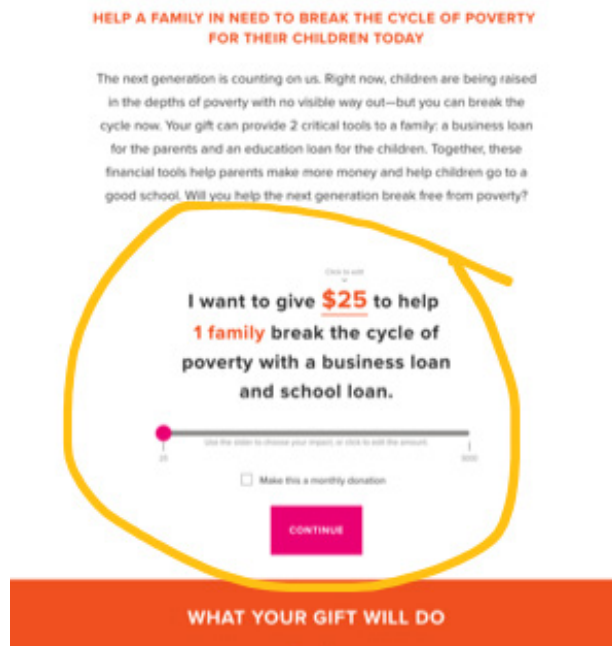 HELP A FAMILY IN NEED TO BREAK THE CYCLE OF POVERTY
FOR THEIR CHILDREN TODAY
The next generation is counting on us. Right now, children are being raised
in the depths of poverty with no visible way out—but you can break the
cycle now. Your gift can provide 2 critical tools to a family: a business loan
for the parents and an education loan for the children. Together, these
financial tools help parents make more money and help children go to a
good school. Will you help the next generation break free from poverty?
Click to edit
I want to give $25 to help
1 family break the cycle of
poverty with a business loan
and school loan.
Use the slider to choose your impact, or click to edit the amount.
25 5000
Make this a monthly donation
CONTINUE
WHAT YOUR GIFT WILL DO